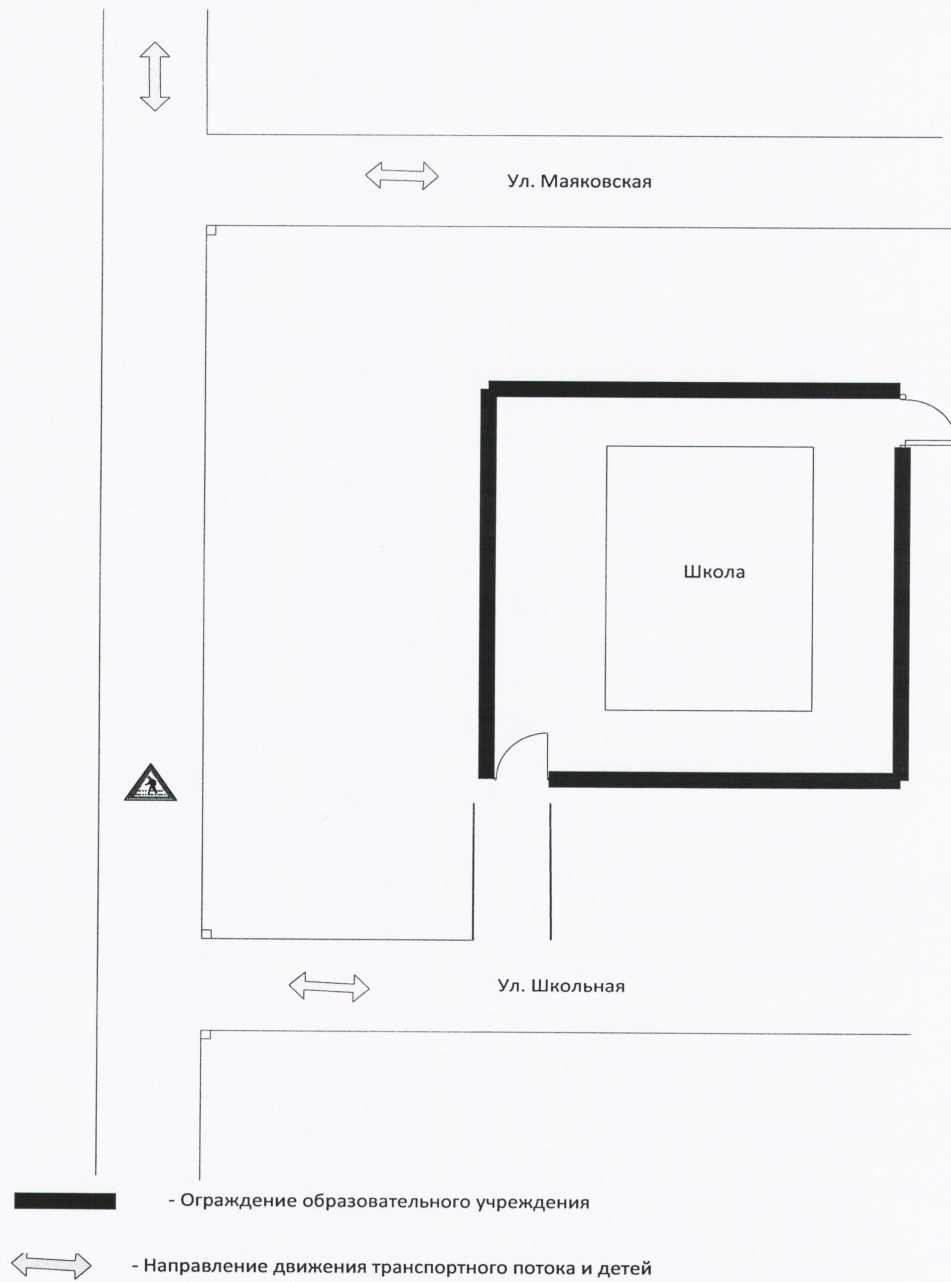 Ул. Маяковская
Школа
Ул. Школьная
- Ограждение образовательного учреждения
- Направление движения транспортного потока и детей